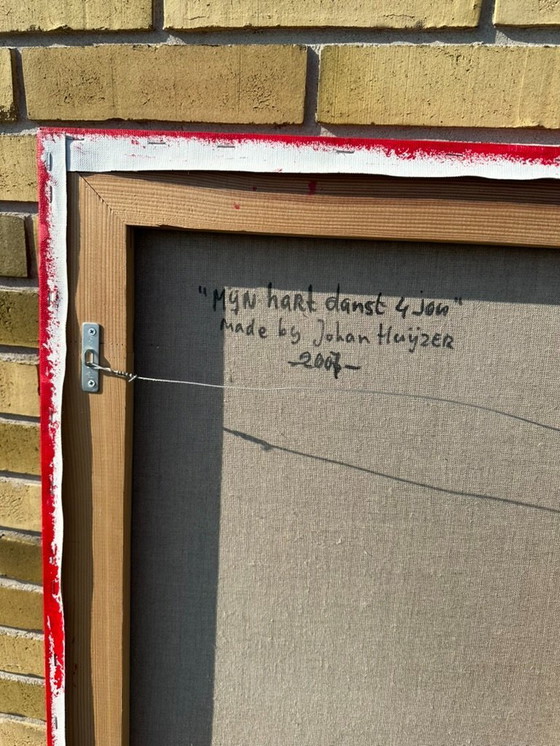 "MYN haRt danst 4 jou"
Made by Johan HuijzER
-2007-